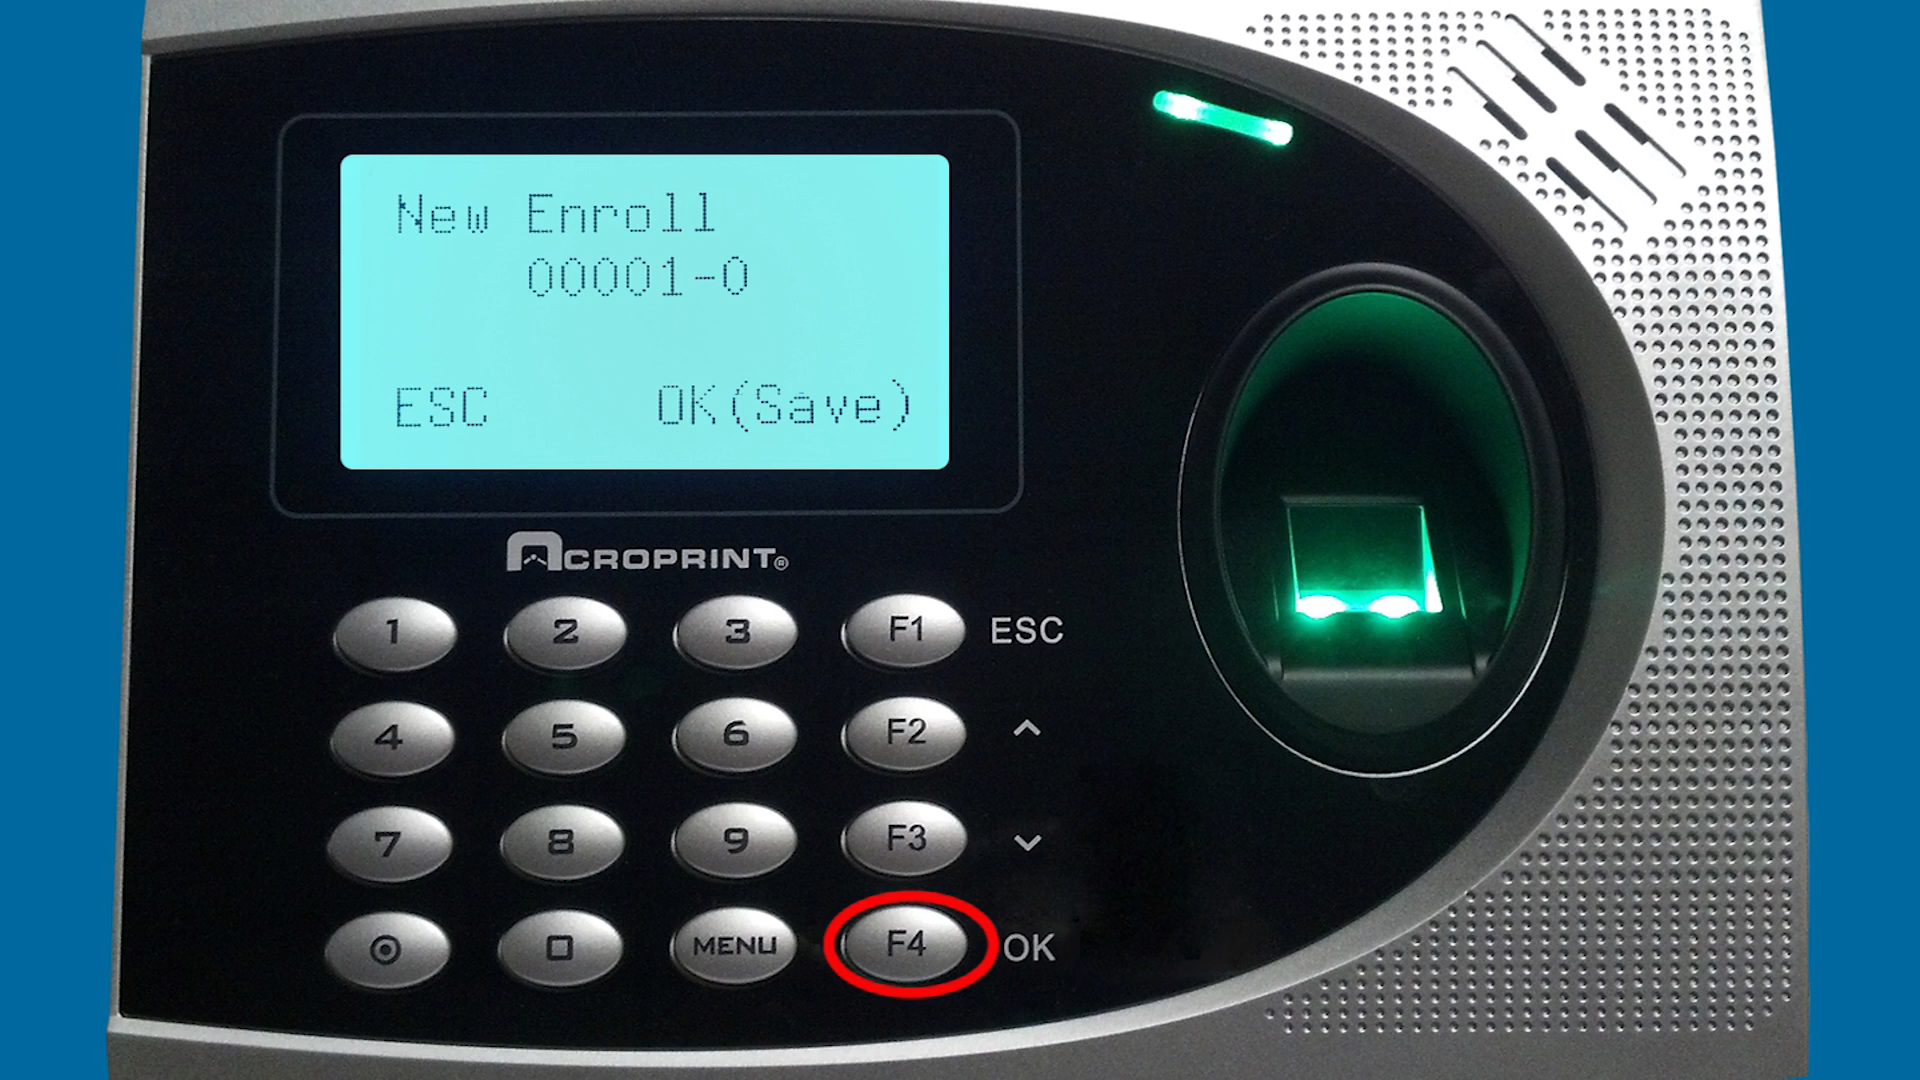 New Enroll
00001-0
ESC OK(Save)
ACROPRINT®
1 2 3 F1 ESC
4 5 6 F2
7 8 9 F3
0 MENU F4 OK